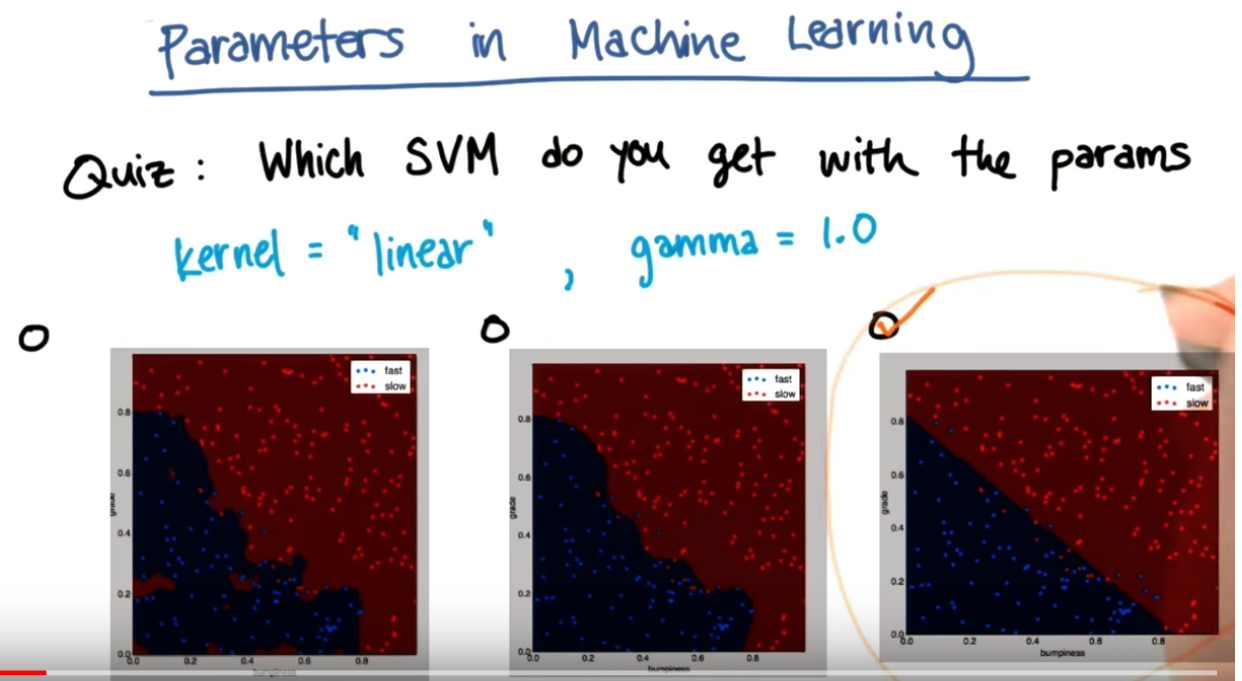 Parameters in Machine Learning
Quiz: Which SVM do you get with the params
kernel = "linear" , gamma = 1.0
fast
slow
0.8
0.6
0.4
0.2
0.0
grade
0.0 0.2 0.4 0.6 0.8
bumpiness
fast
slow
0.8
0.6
0.4
0.2
0.0
grade
0.0 0.2 0.4 0.6 0.8
bumpiness
fast
slow
0.8
0.6
0.4
0.2
0.0
grade
0.0 0.2 0.4 0.6 0.8
bumpiness